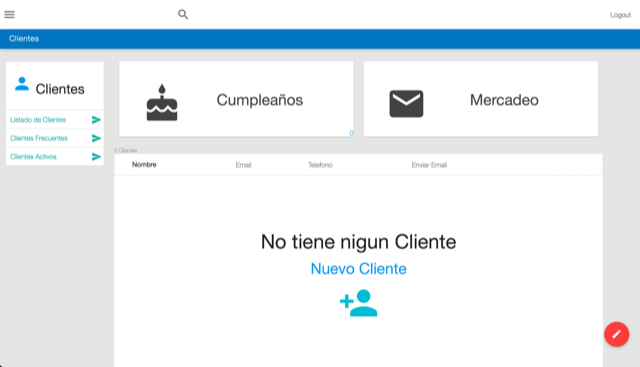 Logout
Clientes
Clientes
Listado de Clientes
Clientes Frecuentes
Clientes Activos
Cumpleaños
0
Mercadeo
0 Clientes
Nombre Email Telefono Enviar Email
No tiene nigun Cliente
Nuevo Cliente